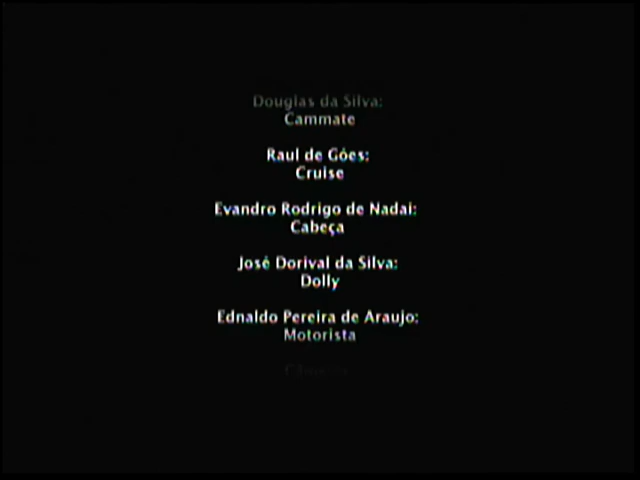 Douglas da Silva:
Cammate
Raul de Góes:
Cruise
Evandro Rodrigo de Nadai:
Cabeça
José Dorival da Silva:
Dolly
Ednaldo Pereira de Araujo:
Motorista